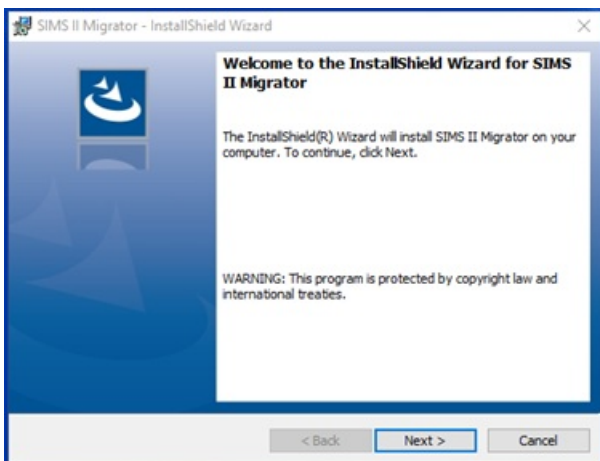 SIMS II Migrator - InstallShield Wizard
Welcome to the InstallShield Wizard for SIMS
II Migrator
The InstallShield(R) Wizard will install SIMS II Migrator on your
computer. To continue, click Next.
WARNING: This program is protected by copyright law and
international treaties.
< Back Next > Cancel